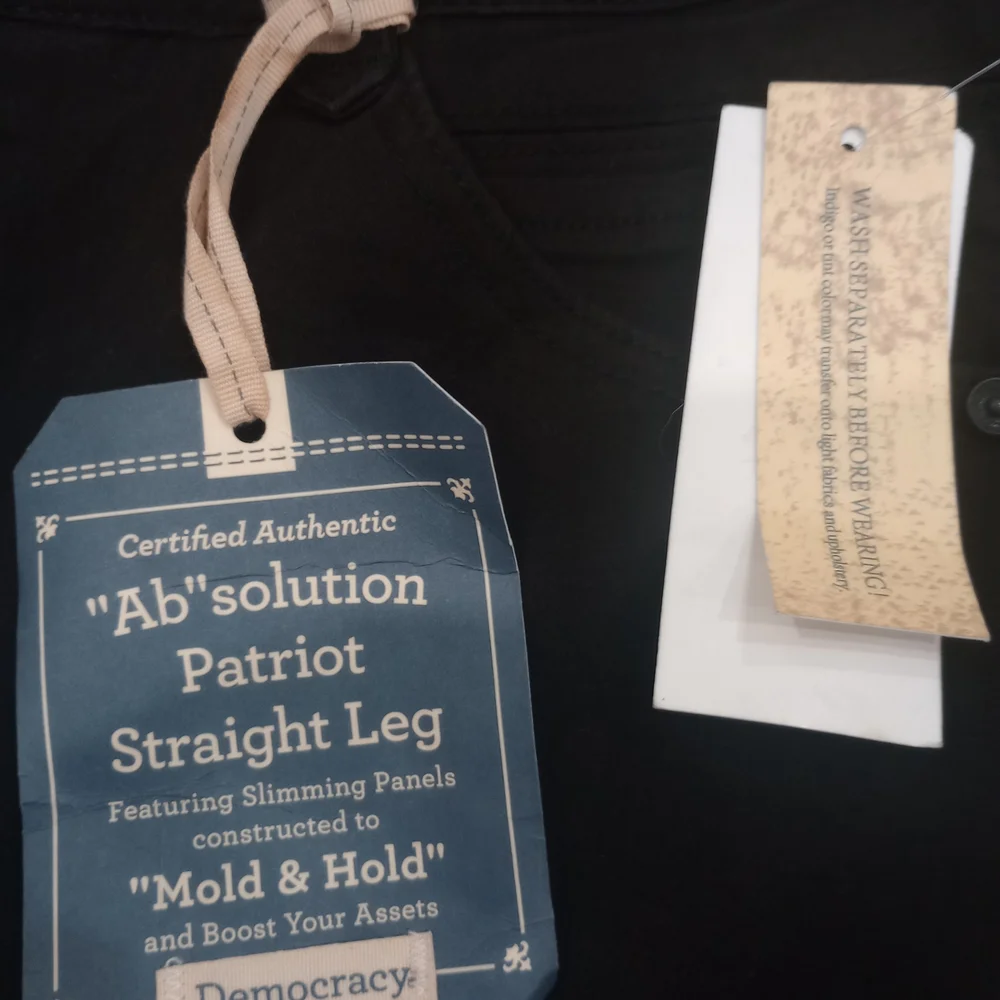 Certified Authentic
"Ab"solution
Patriot
Straight Leg
Featuring Slimming Panels
constructed to
"Mold & Hold"
and Boost Your Assets
Democracy
WASH SEPARATELY BEFORE WEARING!
Indigo or tint color may transfer onto light fabrics and upholstery.